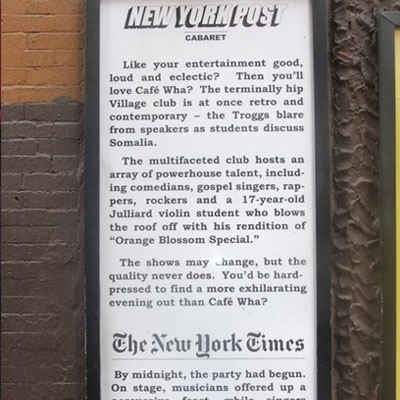 NEW YORK POST
CABARET
Like your entertainment good,
loud and eclectic? Then you'll
love Café Wha? The terminally hip
Village club is at once retro and
contemporary – the Troggs blare
from speakers as students discuss
Somalia.
The multifaceted club hosts an
array of powerhouse talent, includ-
ing comedians, gospel singers, rap-
pers, rockers and a 17-year-old
Julliard violin student who blows
the roof off with his rendition of
“Orange Blossom Special.”
The shows may change, but the
quality never does. You'd be hard-
pressed to find a more exhilarating
evening out than Café Wha?
The New York Times
By midnight, the party had begun.
On stage, musicians offered up a
feast, while singers